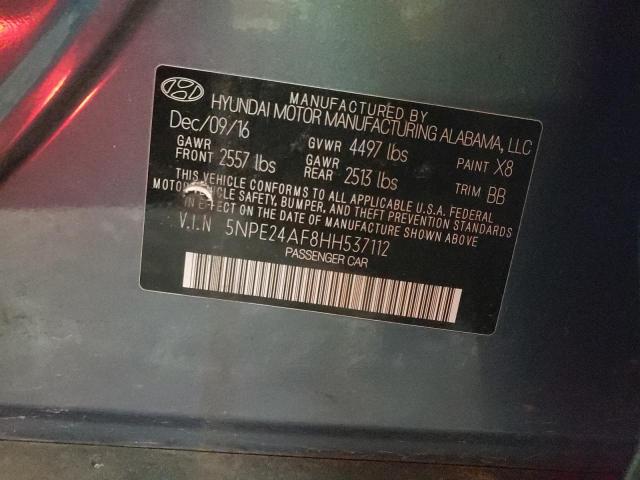 MANUFACTURED BY
HYUNDAI MOTOR MANUFACTURING ALABAMA, LLC
Dec/09/16 GVWR 4497 lbs PAINT X8
GAWR FRONT 2557 lbs GAWR REAR 2513 lbs TRIM BB
THIS VEHICLE CONFORMS TO ALL APPLICABLE U.S.A. FEDERAL
MOTOR VEHICLE SAFETY, BUMPER, AND THEFT PREVENTION STANDARDS
IN EFFECT ON THE DATE OF MANUFACTURE SHOWN ABOVE.
V.I.N 5NPE24AF8HH537112
PASSENGER CAR